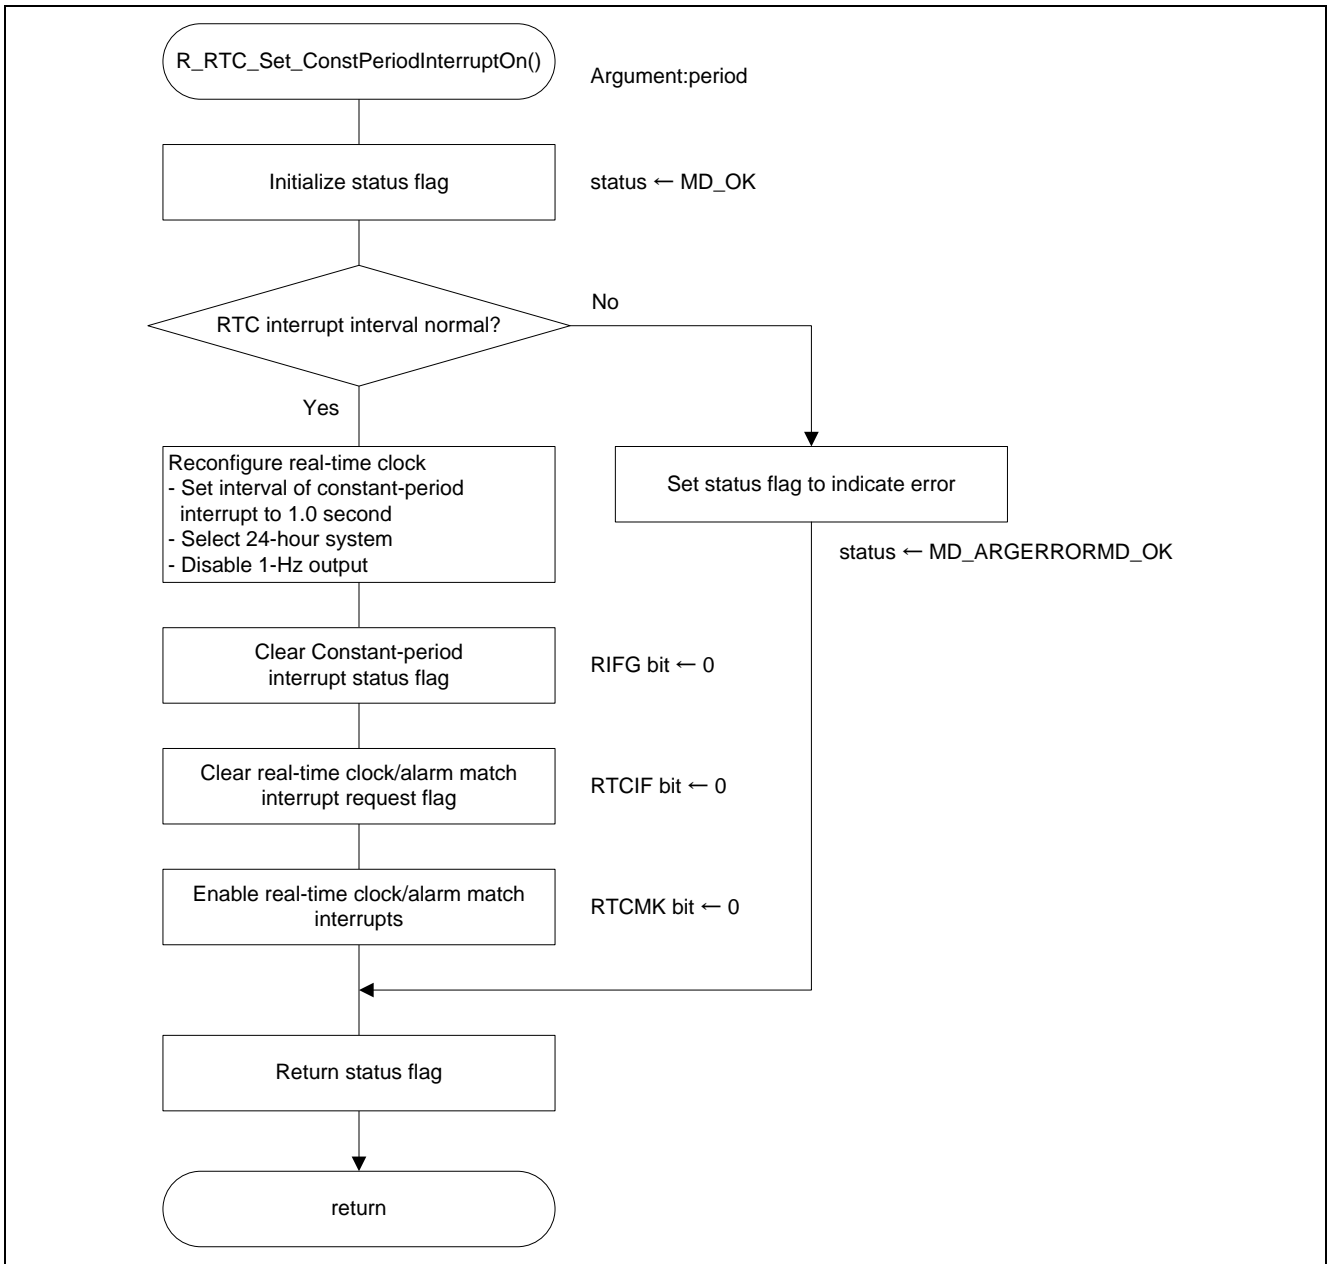 R_RTC_Set_ConstPeriodInterruptOn()
Argument:period
Initialize status flag
status ← MD_OK
RTC interrupt interval normal?
No
Yes
Reconfigure real-time clock
- Set interval of constant-period
interrupt to 1.0 second
- Select 24-hour system
- Disable 1-Hz output
Set status flag to indicate error
status ← MD_ARGERRORMD_OK
Clear Constant-period
interrupt status flag
RIFG bit ← 0
Clear real-time clock/alarm match
interrupt request flag
RTCIF bit ← 0
Enable real-time clock/alarm match
interrupts
RTCMK bit ← 0
Return status flag
return